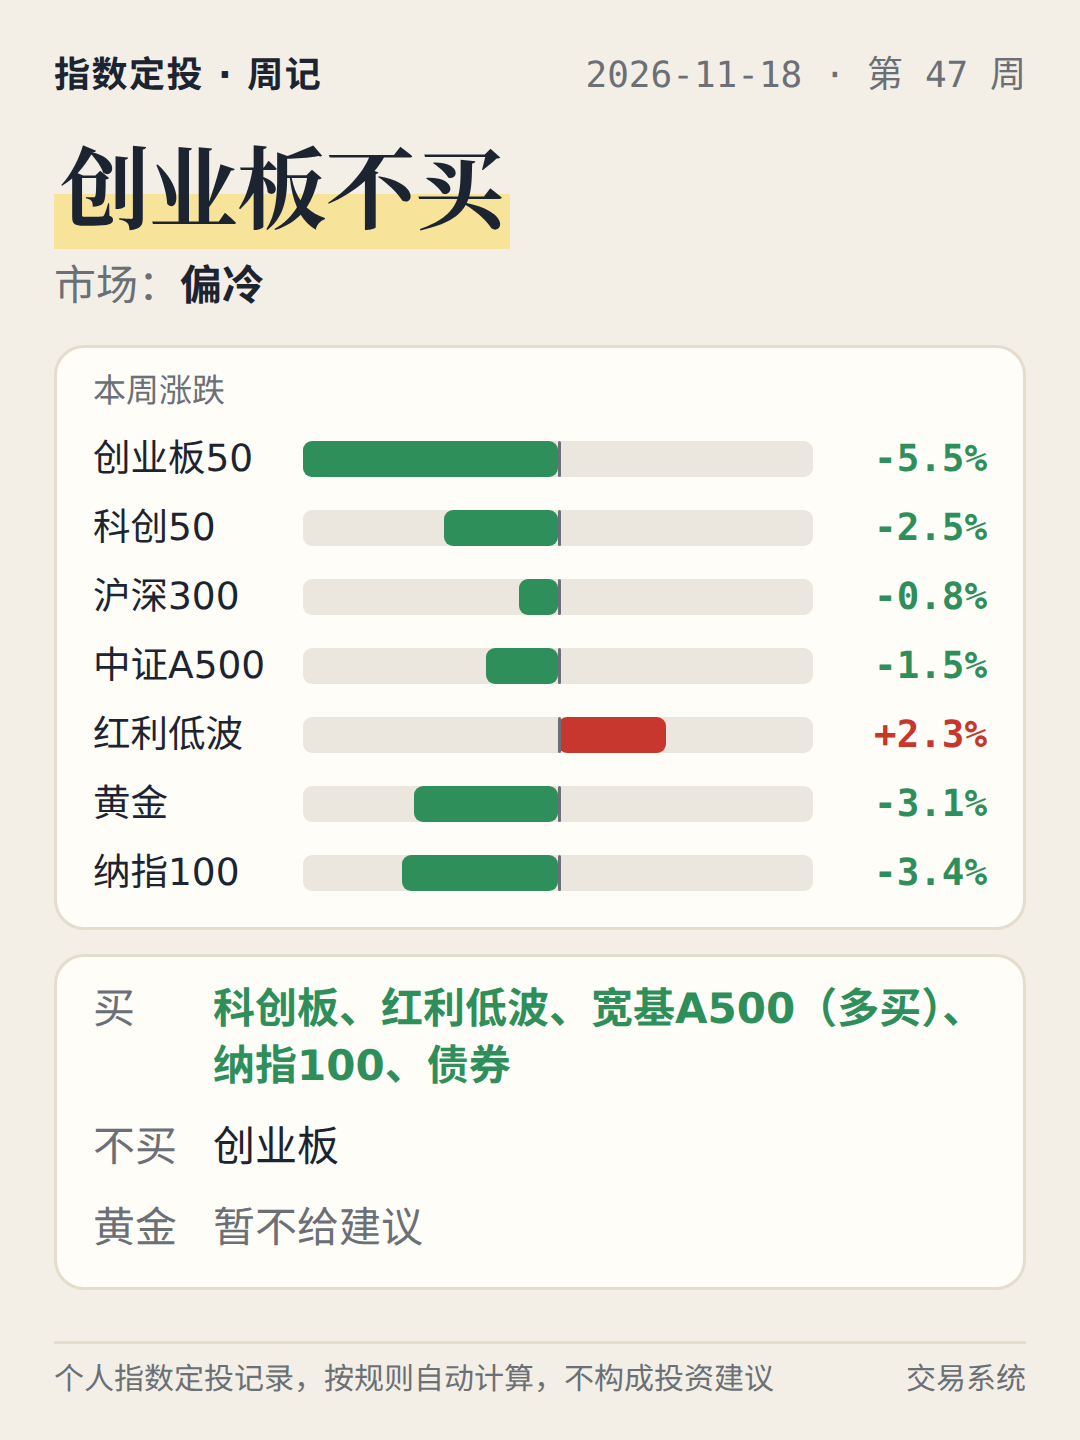 指数定投 · 周记
2026-11-18 · 第 47 周
创业板不买
市场：偏冷
本周涨跌
创业板50 -5.5%
科创50 -2.5%
沪深300 -0.8%
中证A500 -1.5%
红利低波 +2.3%
黄金 -3.1%
纳指100 -3.4%
买 科创板、红利低波、宽基A500（多买）、
纳指100、债券
不买 创业板
黄金 暂不给建议
个人指数定投记录，按规则自动计算，不构成投资建议
交易系统